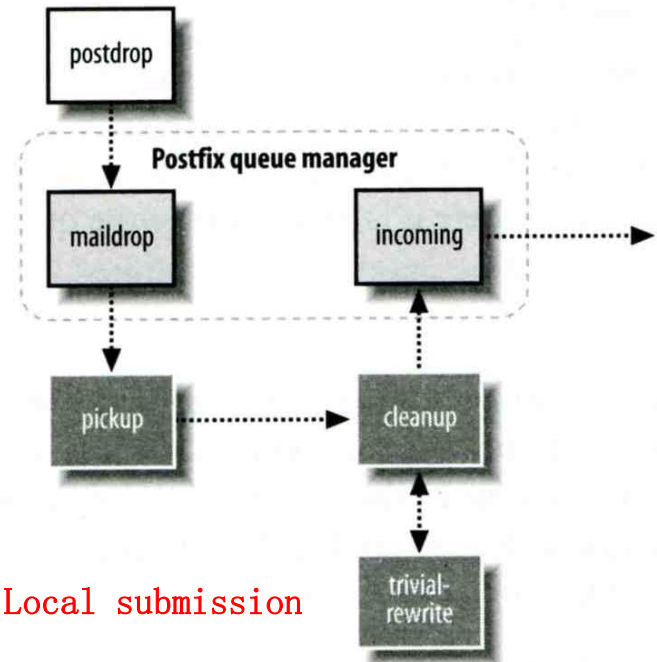 postdrop
Postfix queue manager
maildrop
incoming
pickup
cleanup
trivial-
rewrite
Local submission